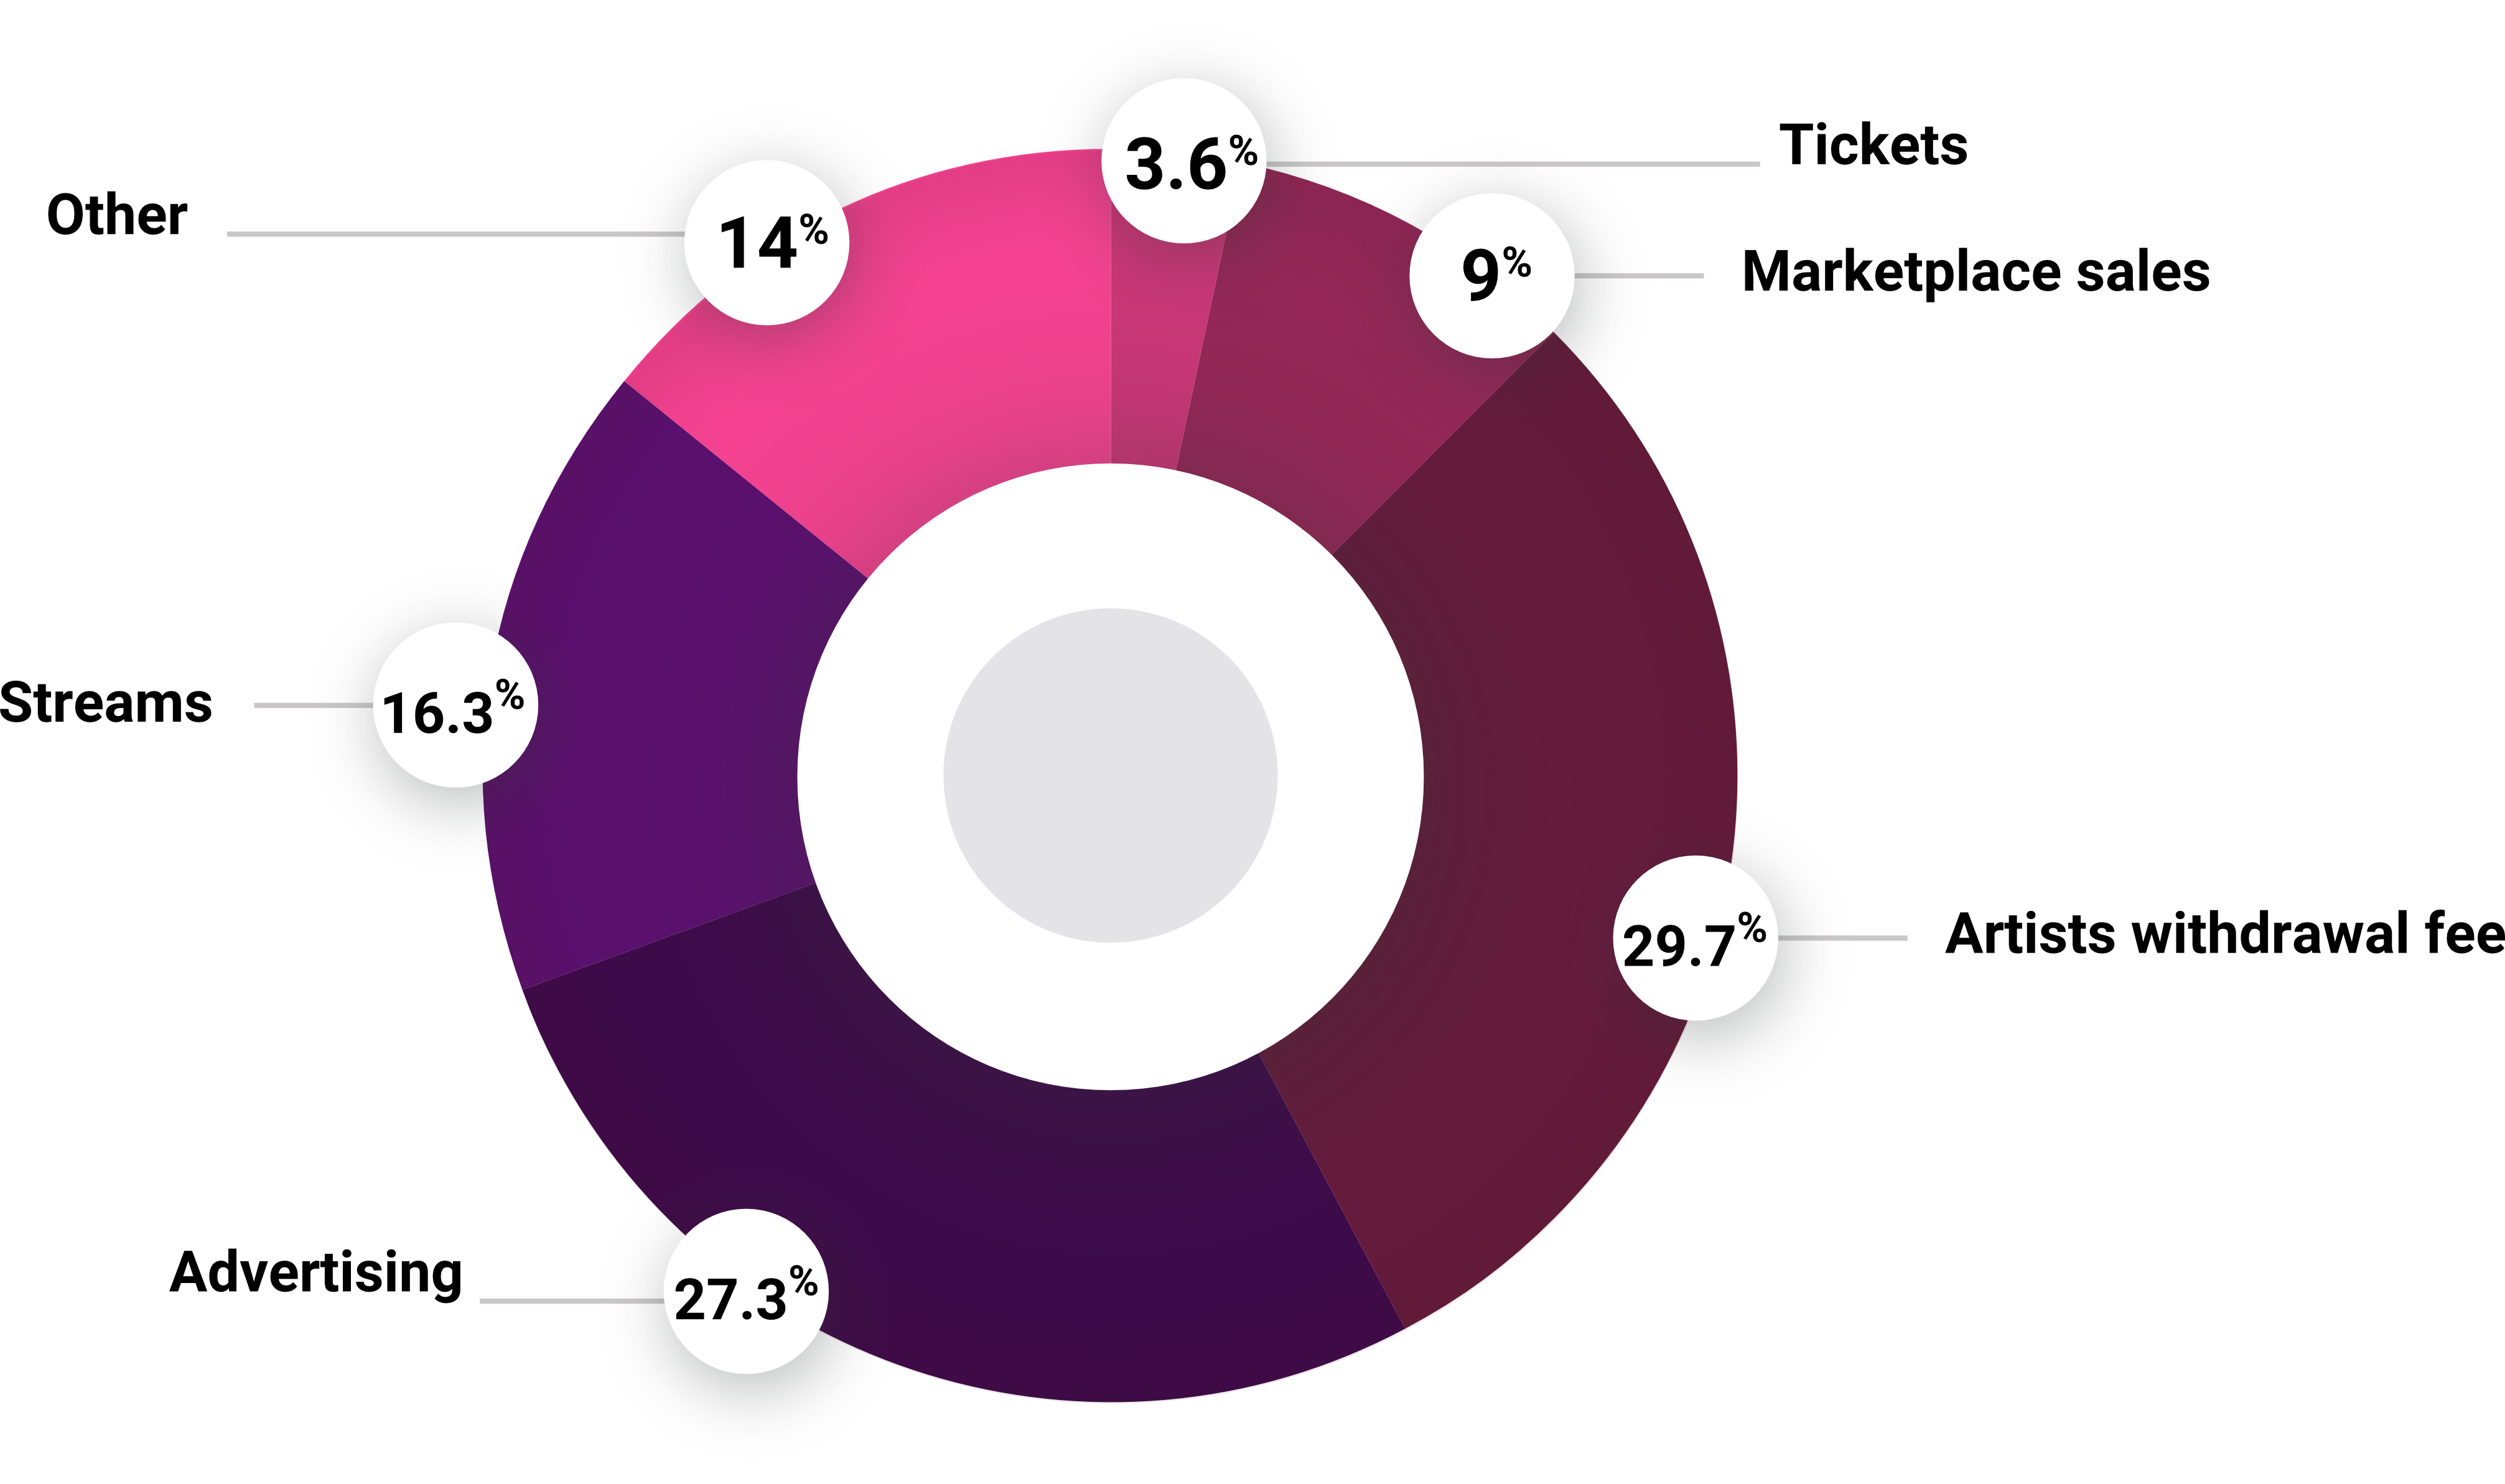 3.6%
Tickets
Other
14%
9%
Marketplace sales
Streams
16.3%
29.7%
Artists withdrawal fee
Advertising
27.3%